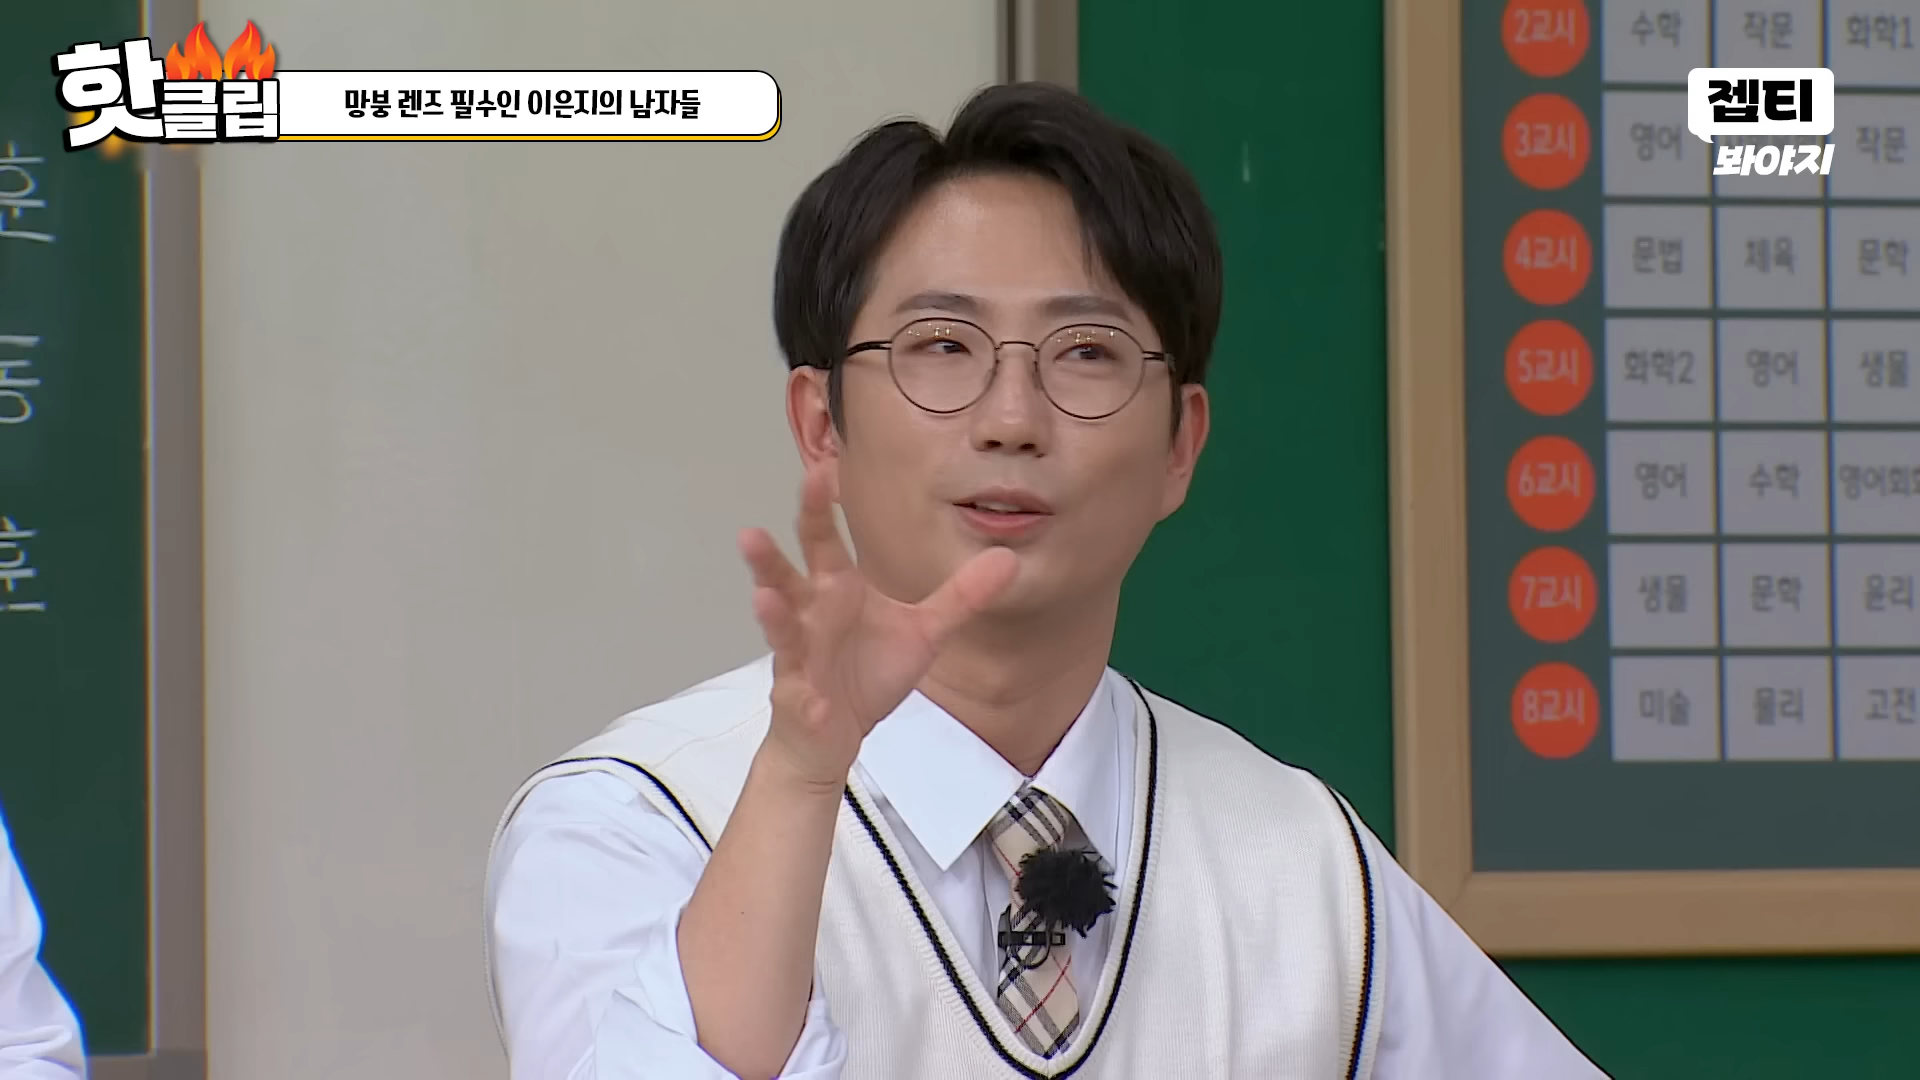 핫클립
망붕 렌즈 필수인 이은지의 남자들
젭티
봐야지
2교시 수학 작문 화학1
3교시 영어 작문
4교시 문법 체육 문학
5교시 화학2 영어 생물
6교시 영어 수학 영어회화
7교시 생물 문학 윤리
8교시 미술 물리 고전